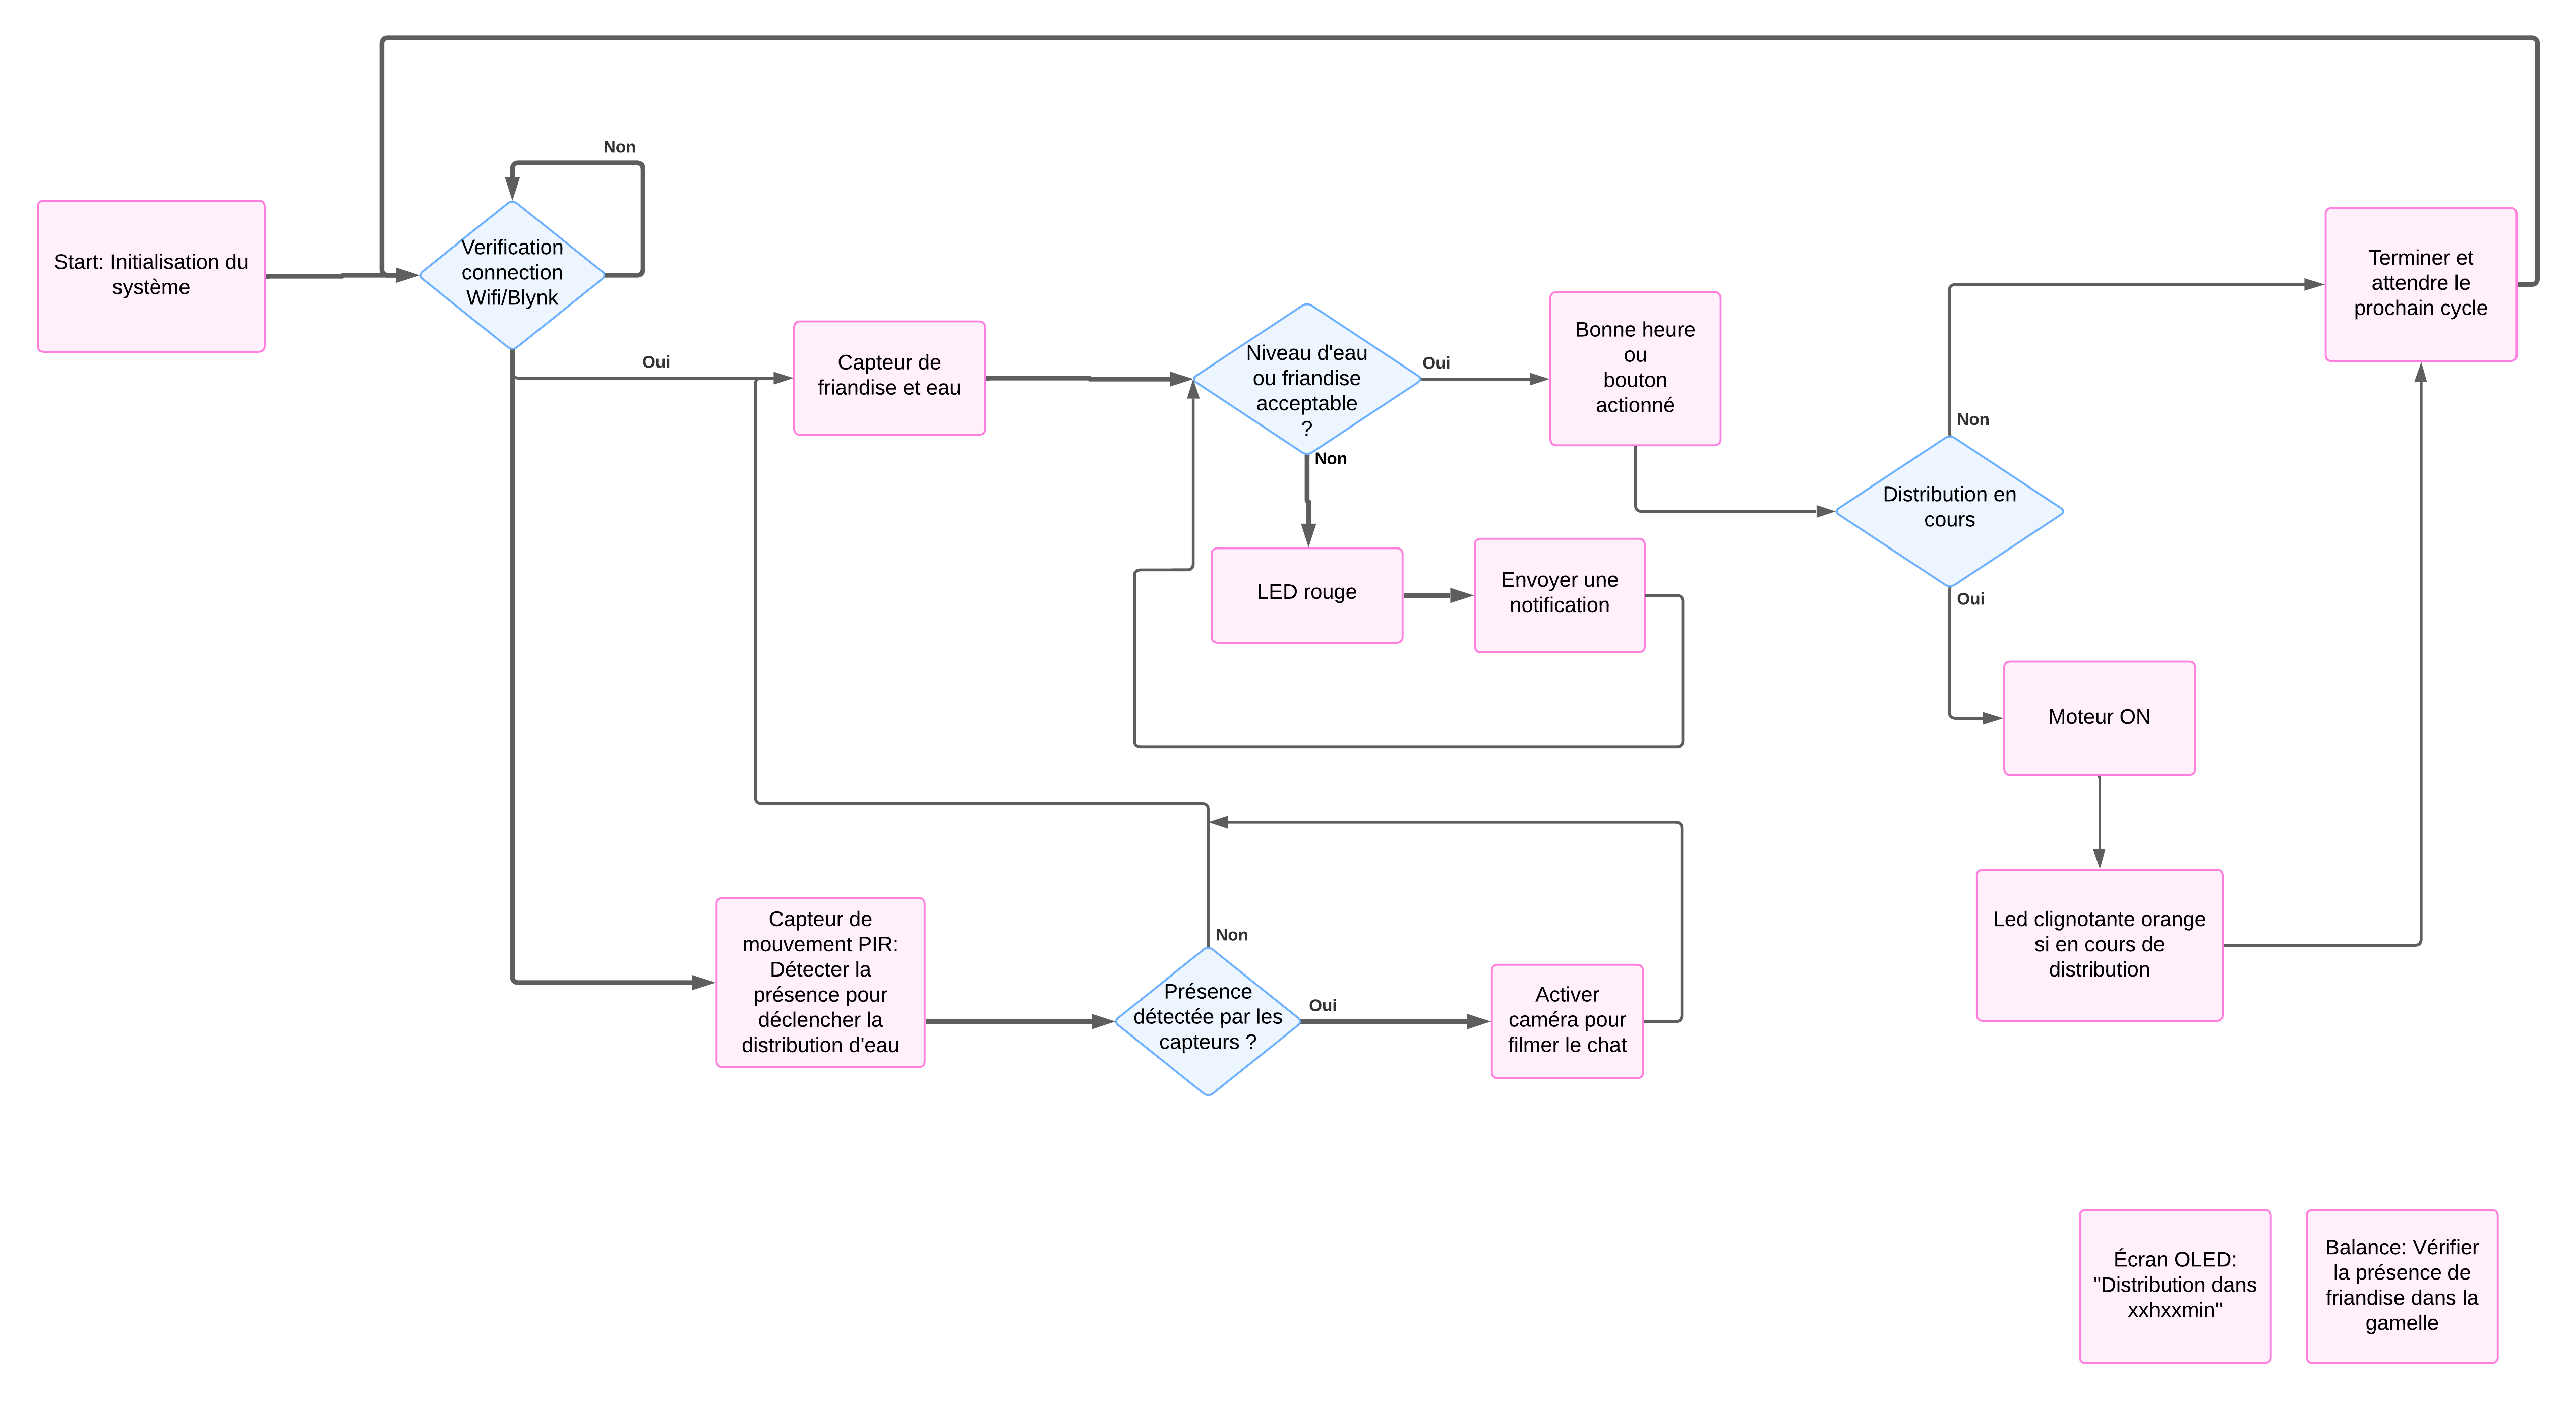 Non
Start: Initialisation du
système
Verification
connection
Wifi/Blynk
Oui
Capteur de
friandise et eau
Niveau d'eau
ou friandise
acceptable
?
Oui
Non
Bonne heure
ou
bouton
actionné
LED rouge
Envoyer une
notification
Distribution en
cours
Non
Oui
Terminer et
attendre le
prochain cycle
Moteur ON
Led clignotante orange
si en cours de
distribution
Capteur de
mouvement PIR:
Détecter la
présence pour
déclencher la
distribution d'eau
Présence
détectée par les
capteurs ?
Non
Oui
Activer
caméra pour
filmer le chat
Écran OLED:
"Distribution dans
xxhxxmin"
Balance: Vérifier
la présence de
friandise dans la
gamelle